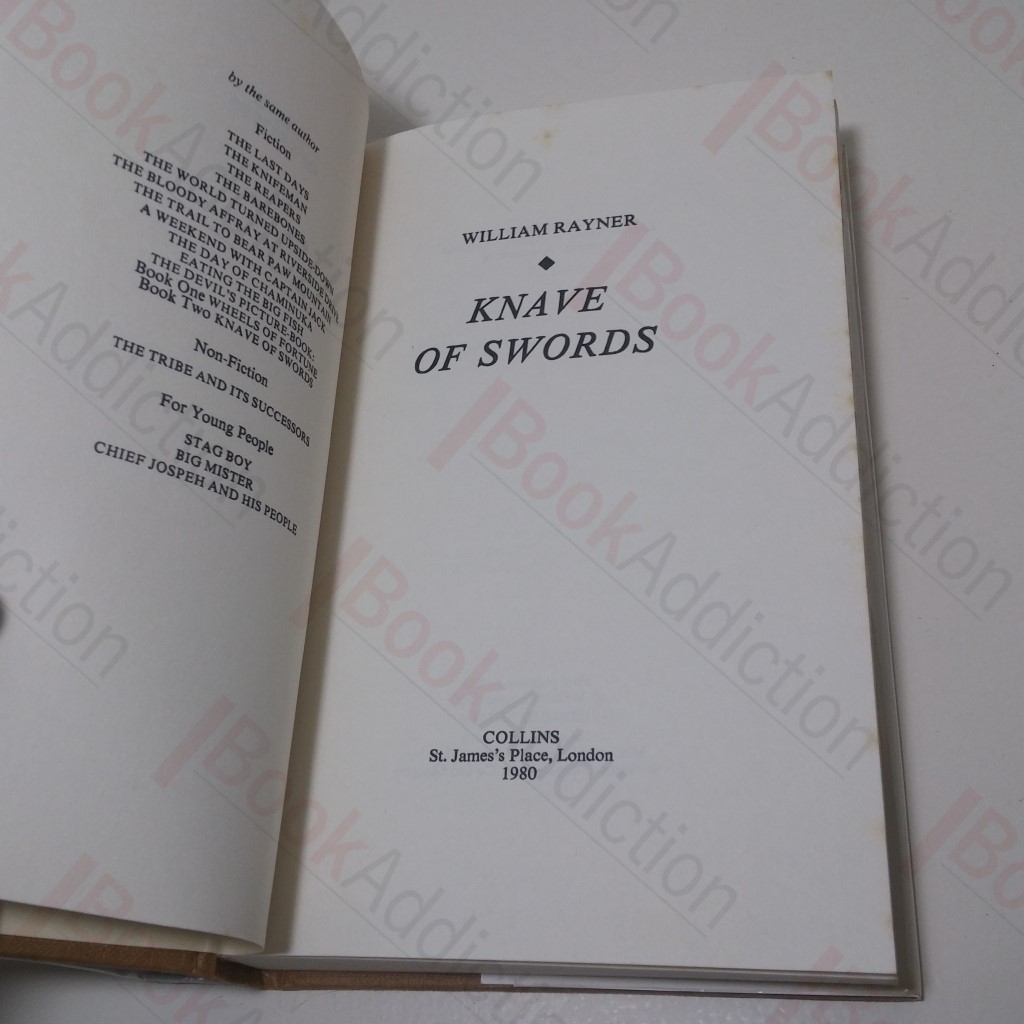 by the same author
Fiction
THE LAST DAYS
THE KNIFEMAN
THE REAPERS
THE BAREBONES
THE WORLD TURNED UPSIDE-DOWN
THE BLOODY AFFRAY AT RIVERSIDE DRIVE
THE TRAIL TO BEAR PAW MOUNTAIN
A WEEKEND WITH CAPTAIN JACK
THE DAY OF CHAMINUKA
EATING THE BIG FISH
THE DEVIL'S PICTURE-BOOK:
Book One WHEELS OF FORTUNE
Book Two KNAVE OF SWORDS
Non-Fiction
THE TRIBE AND ITS SUCCESSORS
For Young People
STAG BOY
BIG MISTER
CHIEF JOSPEH AND HIS PEOPLE
WILLIAM RAYNER
KNAVE
OF SWORDS
COLLINS
St. James's Place, London
1980
BookAddiction